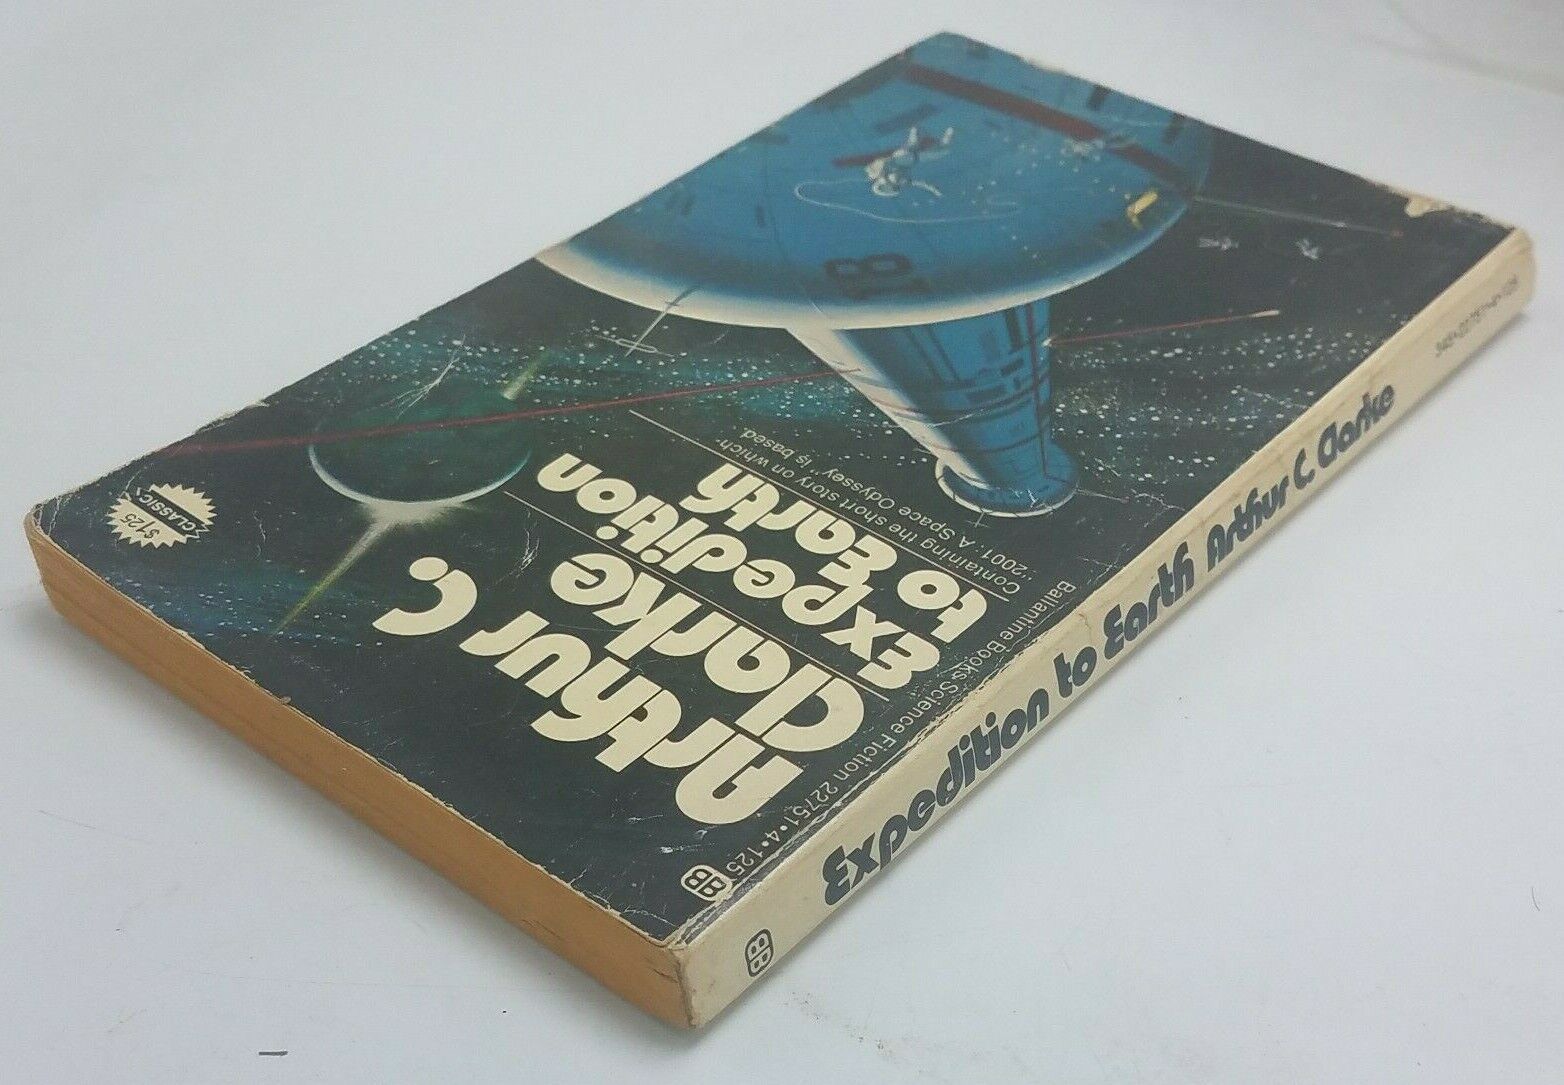 Ballantine Books Science Fiction 22751•4•125
BB
Arthur C.
Clarke
Expedition
to Earth
Containing the short story on which
"2001: A Space Odyssey" is based.
$1.25
CLASSIC
18
BB
Expedition to Earth Arthur C. Clarke